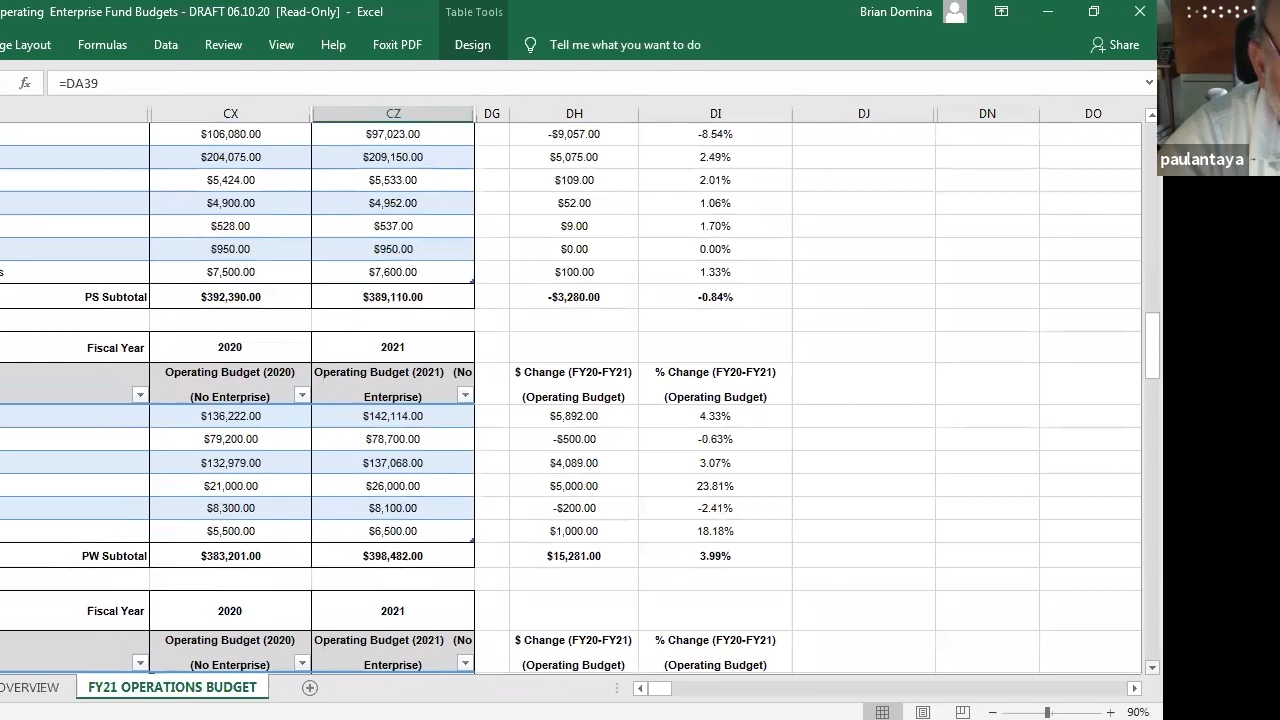 perating Enterprise Fund Budgets - DRAFT 06.10.20 [Read-Only] - Excel Table Tools Brian Domina
ge Layout Formulas Data Review View Help Foxit PDF Design Tell me what you want to do Share
fx =DA39
CX CZ DG DH DI DJ DN DO
$106,080.00 $97,023.00 -$9,057.00 -8.54%
$204,075.00 $209,150.00 $5,075.00 2.49%
$5,424.00 $5,533.00 $109.00 2.01%
$4,900.00 $4,952.00 $52.00 1.06%
$528.00 $537.00 $9.00 1.70%
$950.00 $950.00 $0.00 0.00%
s $7,500.00 $7,600.00 $100.00 1.33%
PS Subtotal $392,390.00 $389,110.00 -$3,280.00 -0.84%
Fiscal Year 2020 2021
Operating Budget (2020) Operating Budget (2021) (No $ Change (FY20-FY21) % Change (FY20-FY21)
(No Enterprise) Enterprise) (Operating Budget) (Operating Budget)
$136,222.00 $142,114.00 $5,892.00 4.33%
$79,200.00 $78,700.00 -$500.00 -0.63%
$132,979.00 $137,068.00 $4,089.00 3.07%
$21,000.00 $26,000.00 $5,000.00 23.81%
$8,300.00 $8,100.00 -$200.00 -2.41%
$5,500.00 $6,500.00 $1,000.00 18.18%
PW Subtotal $383,201.00 $398,482.00 $15,281.00 3.99%
Fiscal Year 2020 2021
Operating Budget (2020) Operating Budget (2021) (No $ Change (FY20-FY21) % Change (FY20-FY21)
(No Enterprise) Enterprise) (Operating Budget) (Operating Budget)
OVERVIEW FY21 OPERATIONS BUDGET
90%
paulantaya